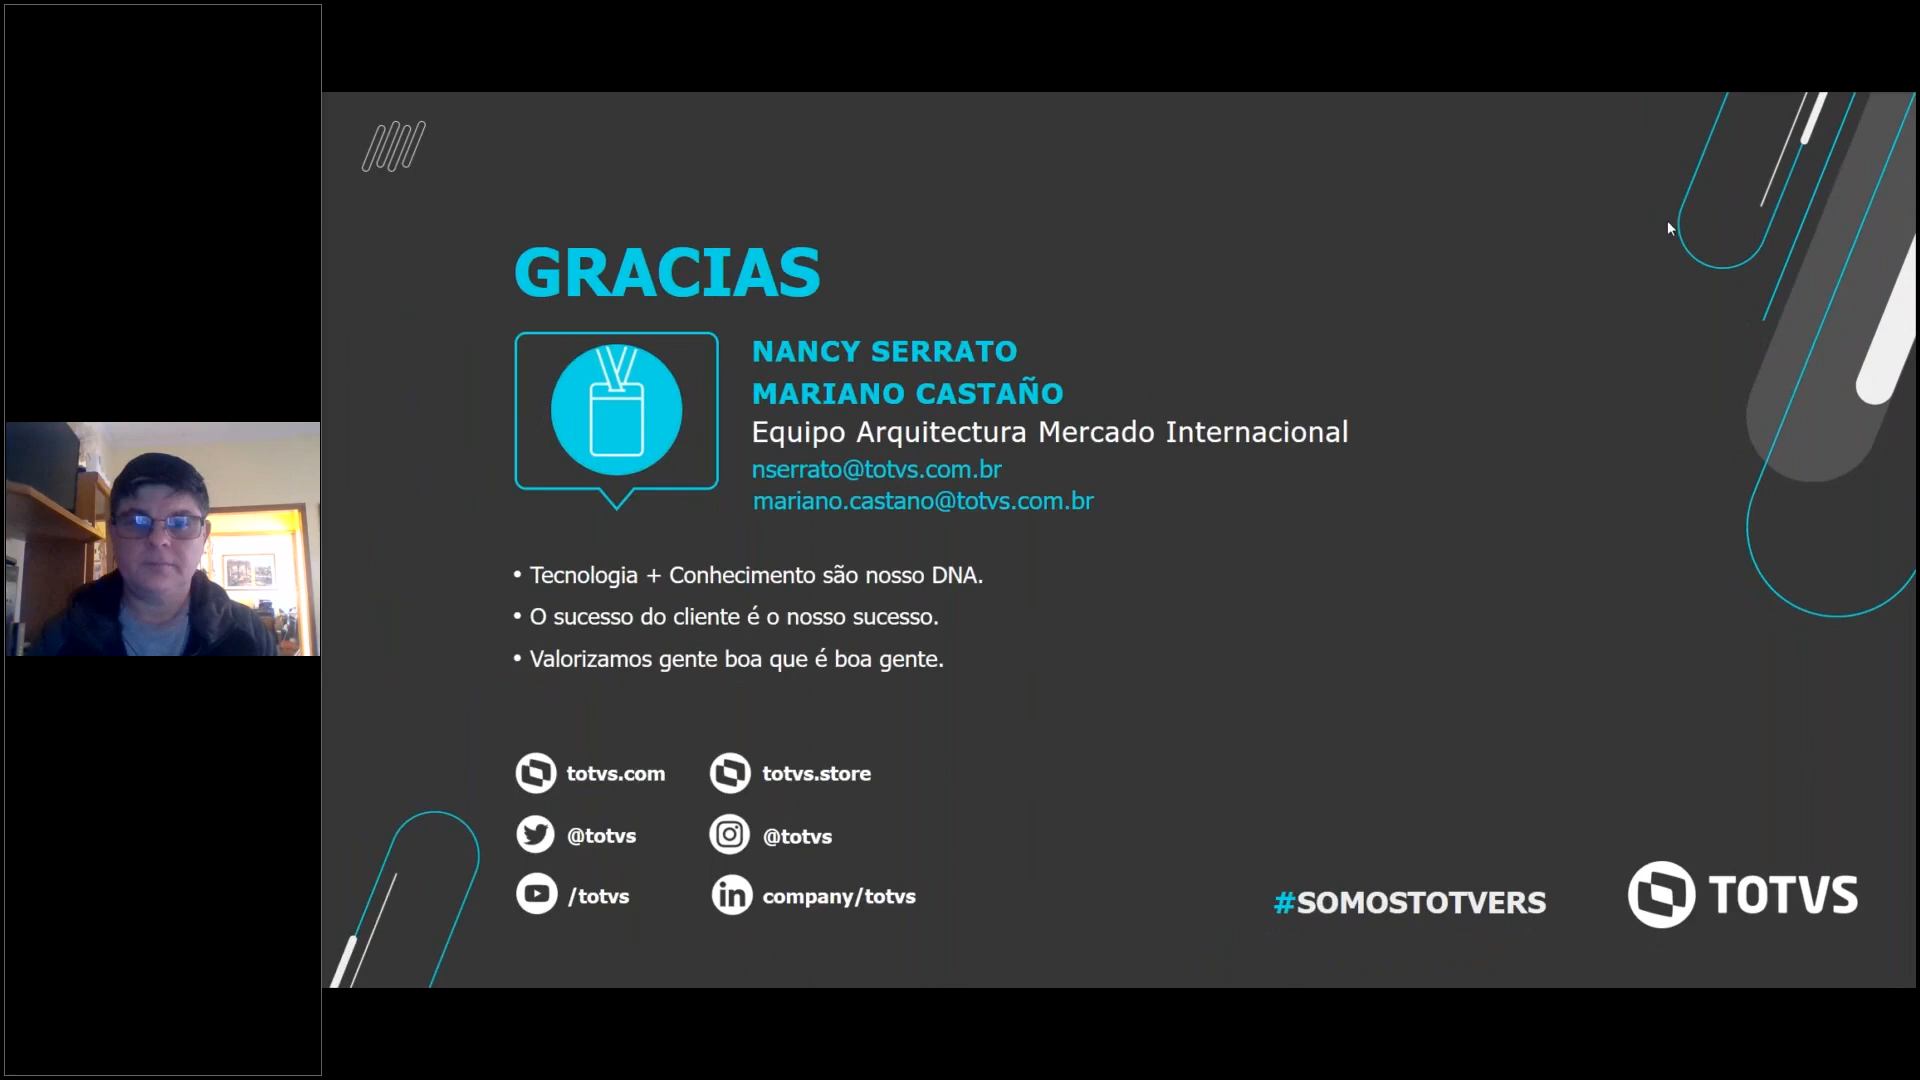 GRACIAS
NANCY SERRATO
MARIANO CASTAÑO
Equipo Arquitectura Mercado Internacional
nserrato@totvs.com.br
mariano.castano@totvs.com.br
• Tecnologia + Conhecimento são nosso DNA.
• O sucesso do cliente é o nosso sucesso.
• Valorizamos gente boa que é boa gente.
totvs.com
totvs.store
@totvs
@totvs
/totvs
company/totvs
#SOMOSTOTVERS
TOTVS